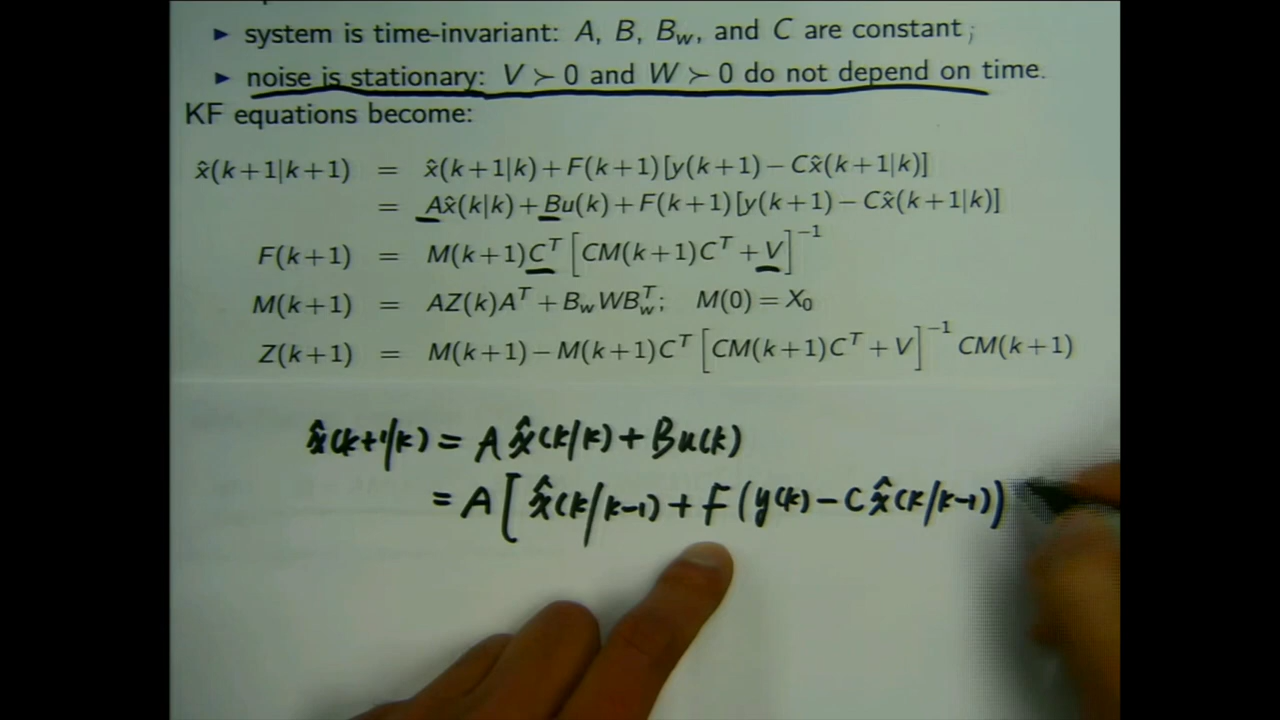 ▶ system is time-invariant: A, B, B_w, and C are constant;
▶ noise is stationary: V ≻ 0 and W ≻ 0 do not depend on time.
KF equations become:
x̂(k+1|k+1) = x̂(k+1|k) + F(k+1)[y(k+1) − Cx̂(k+1|k)]
= Ax̂(k|k) + Bu(k) + F(k+1)[y(k+1) − Cx̂(k+1|k)]
F(k+1) = M(k+1)C^T [CM(k+1)C^T + V]^−1
M(k+1) = AZ(k)A^T + B_w W B_w^T; M(0) = X_0
Z(k+1) = M(k+1) − M(k+1)C^T [CM(k+1)C^T + V]^−1 CM(k+1)
x̂(k+1/k) = A x̂(k/k) + Bu(k)
= A [ x̂(k/k−1) + F (y(k) − C x̂(k/k−1))